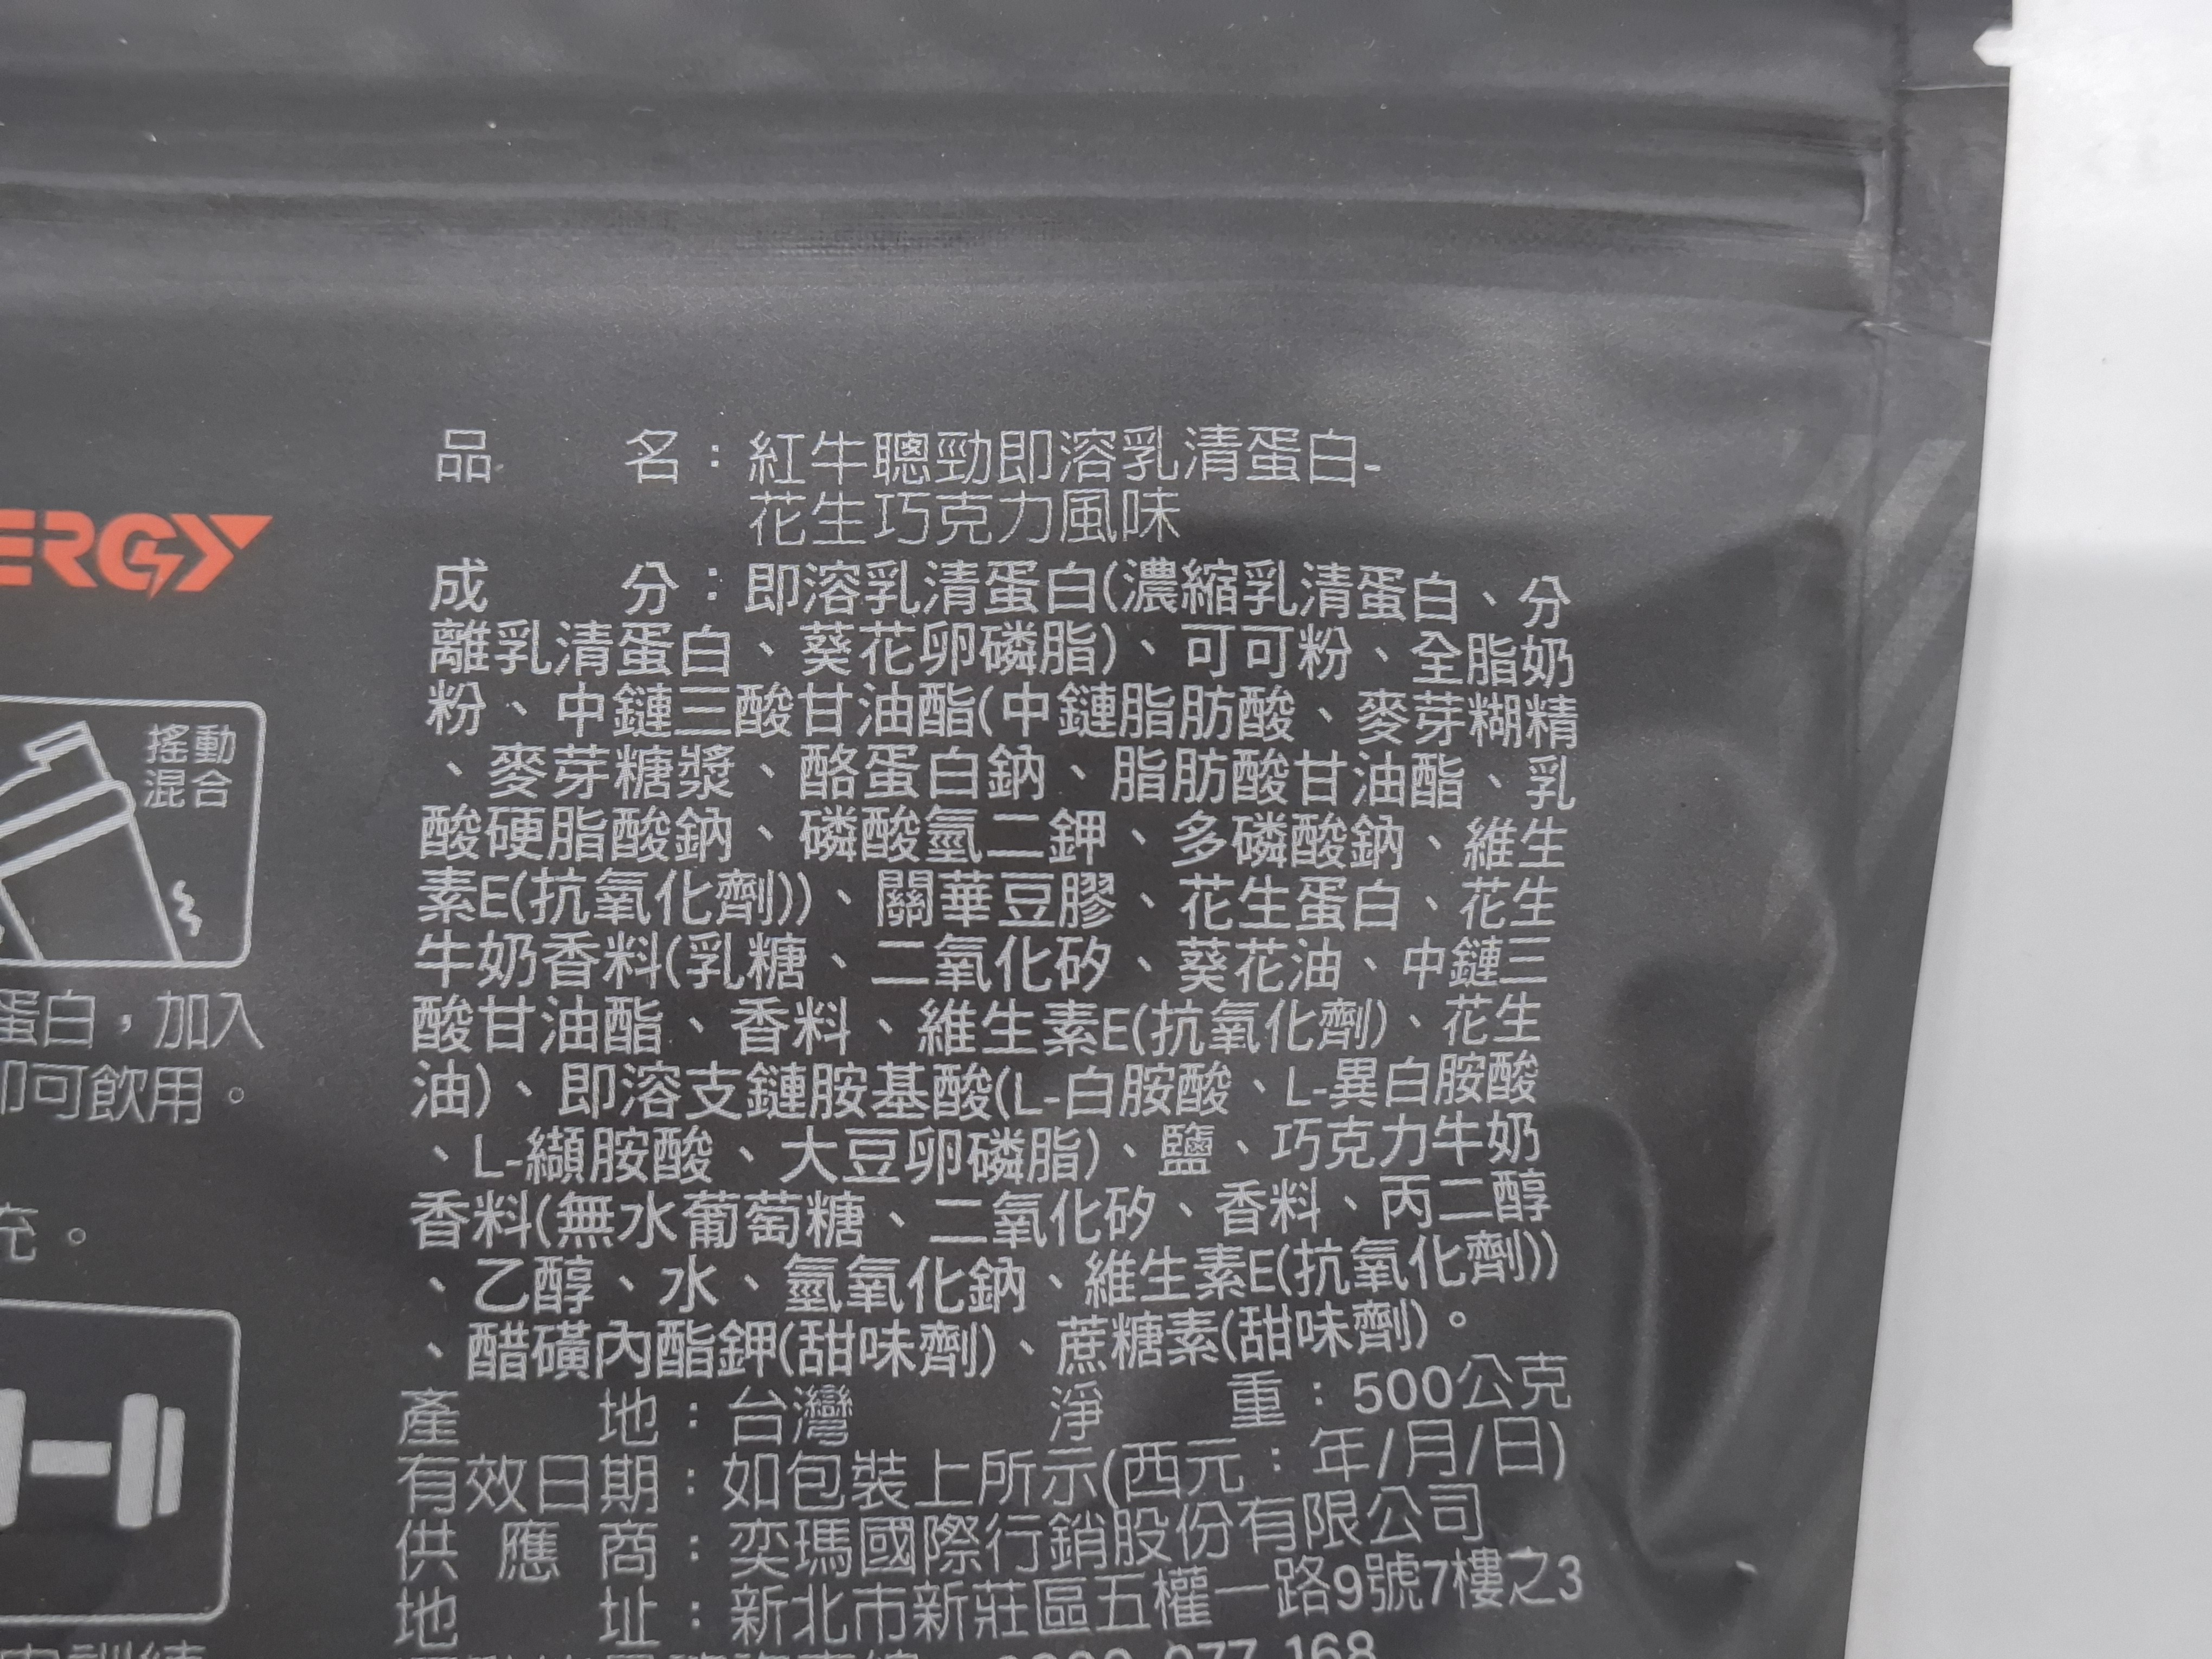 ERGY
搖動
混合
蛋白，加入
即可飲用。
充。
品　　名：紅牛聰勁即溶乳清蛋白-
花生巧克力風味
成　　分：即溶乳清蛋白(濃縮乳清蛋白、分
離乳清蛋白、葵花卵磷脂)、可可粉、全脂奶
粉、中鏈三酸甘油酯(中鏈脂肪酸、麥芽糊精
、麥芽糖漿、酪蛋白鈉、脂肪酸甘油酯、乳
酸硬脂酸鈉、磷酸氫二鉀、多磷酸鈉、維生
素E(抗氧化劑))、關華豆膠、花生蛋白、花生
牛奶香料(乳糖、二氧化矽、葵花油、中鏈三
酸甘油酯、香料、維生素E(抗氧化劑)、花生
油)、即溶支鏈胺基酸(L-白胺酸、L-異白胺酸
、L-纈胺酸、大豆卵磷脂)、鹽、巧克力牛奶
香料(無水葡萄糖、二氧化矽、香料、丙二醇
、乙醇、水、氫氧化鈉、維生素E(抗氧化劑))
、醋磺內酯鉀(甜味劑)、蔗糖素(甜味劑)。
產　　地：台灣　　淨　　重：500公克
有效日期：如包裝上所示(西元：年/月/日)
供 應 商：奕瑪國際行銷股份有限公司
地　　址：新北市新莊區五權一路9號7樓之3
077 168